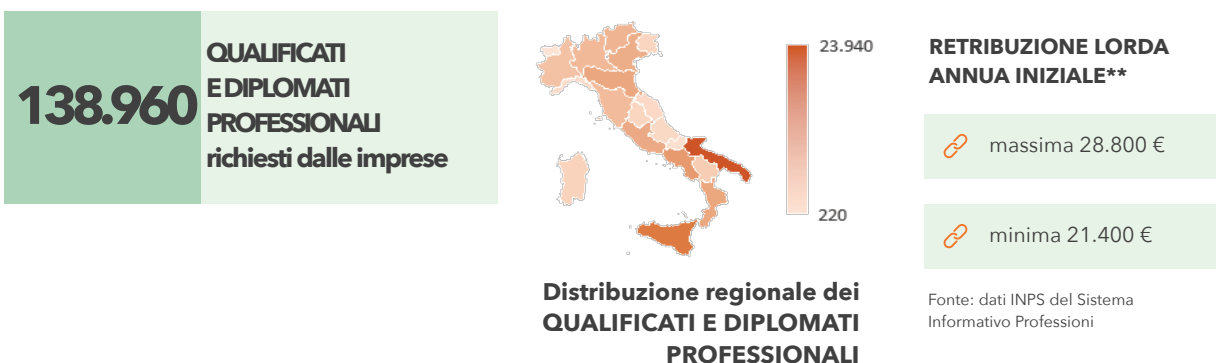 138.960
QUALIFICATI
E DIPLOMATI
PROFESSIONALI
richiesti dalle imprese
23.940
220
Distribuzione regionale dei
QUALIFICATI E DIPLOMATI
PROFESSIONALI
RETRIBUZIONE LORDA
ANNUA INIZIALE**
massima 28.800 €
minima 21.400 €
Fonte: dati INPS del Sistema
Informativo Professioni